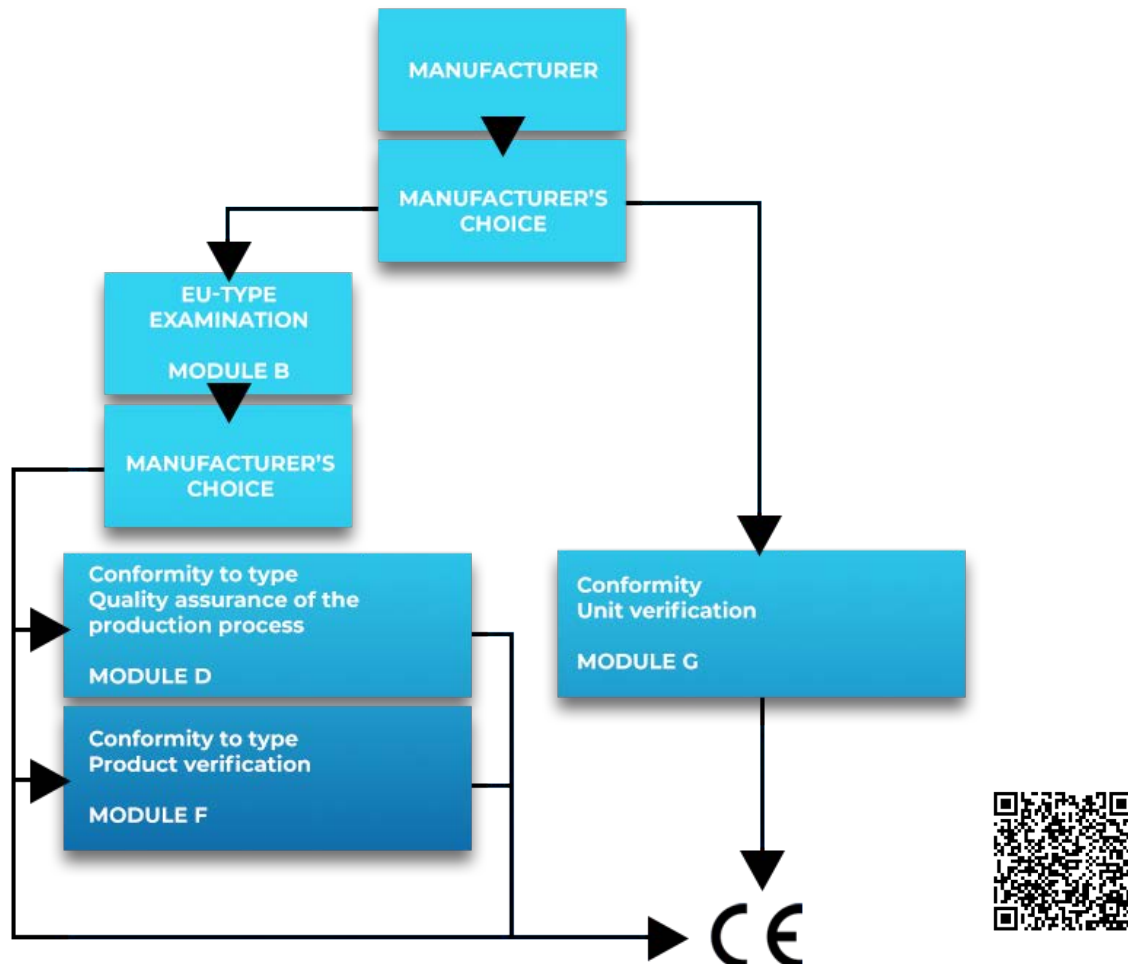 MANUFACTURER
MANUFACTURER'S
CHOICE
EU-TYPE
EXAMINATION
MODULE B
MANUFACTURER'S
CHOICE
Conformity to type
Quality assurance of the
production process
MODULE D
Conformity to type
Product verification
MODULE F
Conformity
Unit verification
MODULE G
CE